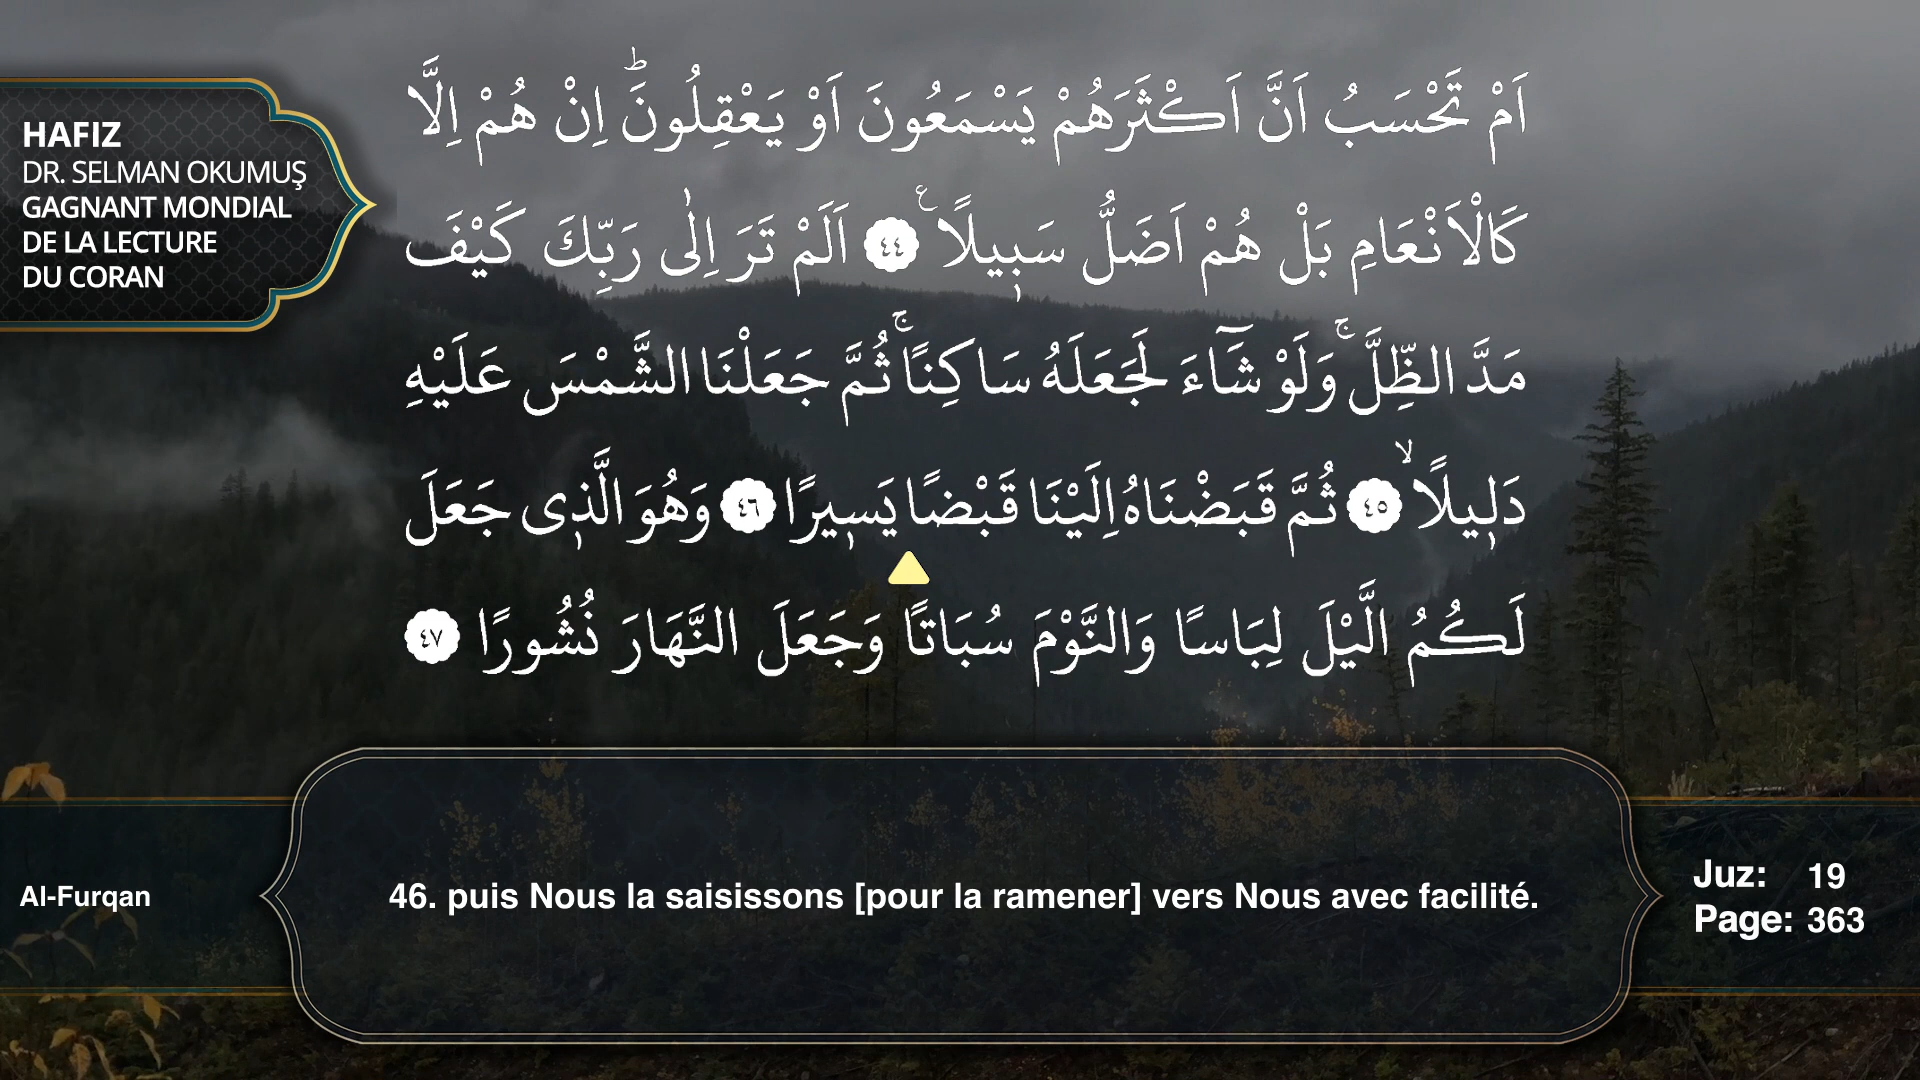 HAFIZ
DR. SELMAN OKUMUŞ
GAGNANT MONDIAL
DE LA LECTURE
DU CORAN
اَمْ تَحْسَبُ اَنَّ اَكْثَرَهُمْ يَسْمَعُونَ اَوْ يَعْقِلُونَۜ اِنْ هُمْ اِلَّا
كَالْاَنْعَامِ بَلْ هُمْ اَضَلُّ سَب۪يلًا ﴿٤٤﴾ اَلَمْ تَرَ اِلٰى رَبِّكَ كَيْفَ
مَدَّ الظِّلَّۚ وَلَوْ شَٓاءَ لَجَعَلَهُ سَاكِنًاۚ ثُمَّ جَعَلْنَا الشَّمْسَ عَلَيْهِ
دَل۪يلًاۙ ﴿٤٥﴾ ثُمَّ قَبَضْنَاهُ اِلَيْنَا قَبْضًا يَس۪يرًا ﴿٤٦﴾ وَهُوَ الَّذ۪ى جَعَلَ
لَكُمُ الَّيْلَ لِبَاسًا وَالنَّوْمَ سُبَاتًا وَجَعَلَ النَّهَارَ نُشُورًا ﴿٤٧﴾
Al-Furqan
46. puis Nous la saisissons [pour la ramener] vers Nous avec facilité.
Juz: 19
Page: 363